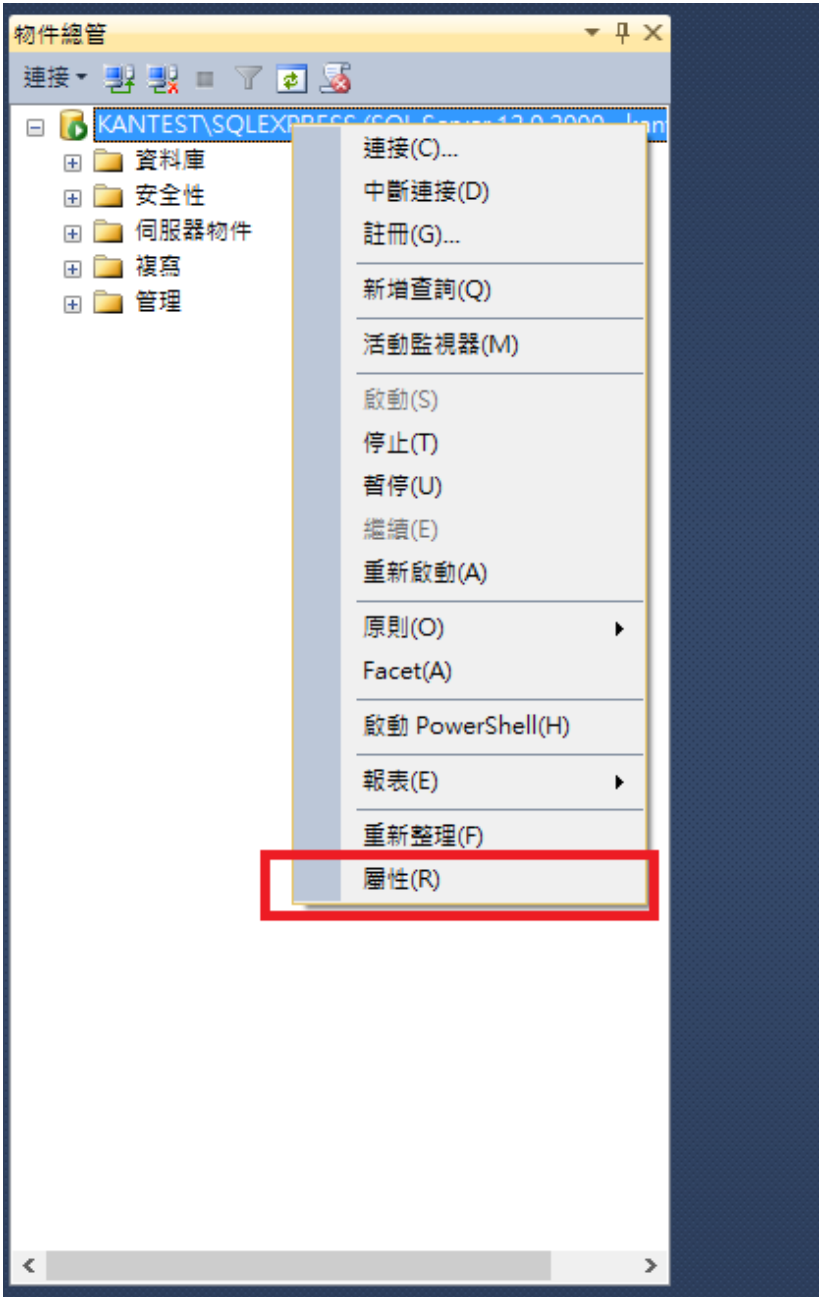 物件總管
連接
KANTEST\SQLEXPRESS (SQL Server 12.0.2000 - kan
資料庫
安全性
伺服器物件
複寫
管理
連接(C)...
中斷連接(D)
註冊(G)...
新增查詢(Q)
活動監視器(M)
啟動(S)
停止(T)
暫停(U)
繼續(E)
重新啟動(A)
原則(O)
Facet(A)
啟動 PowerShell(H)
報表(E)
重新整理(F)
屬性(R)